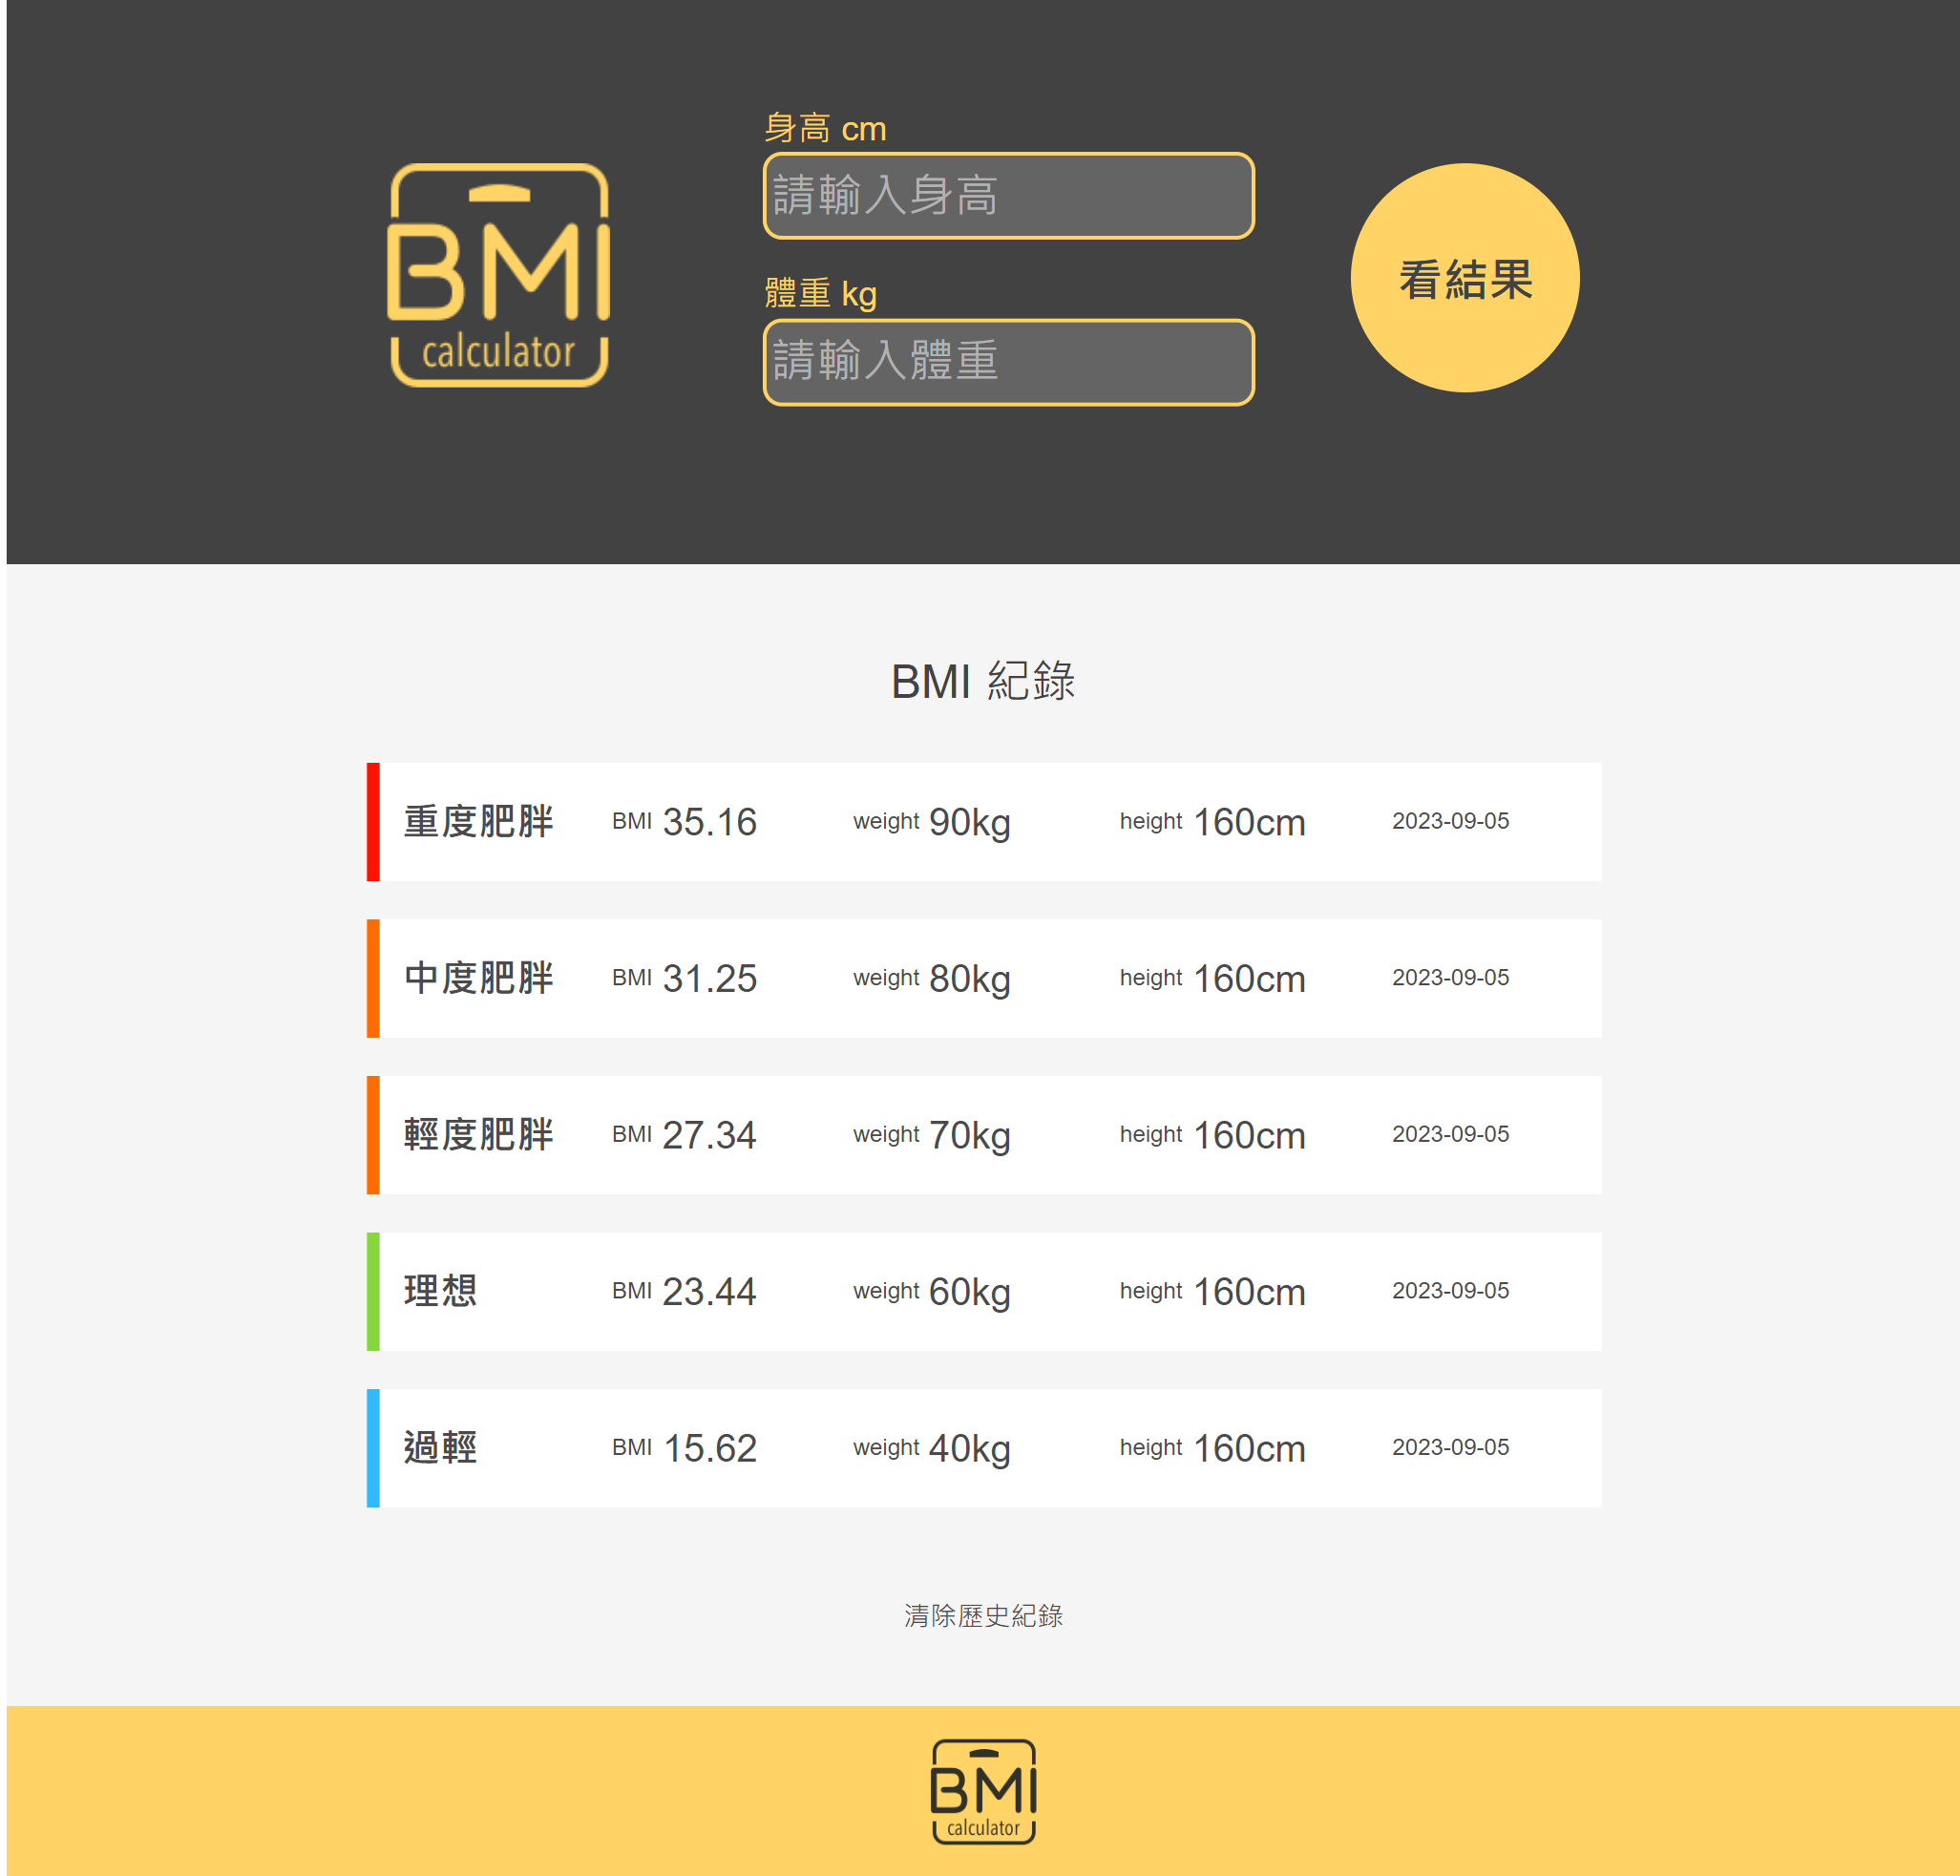 BMI
calculator
身高 cm
請輸入身高
體重 kg
請輸入體重
看結果
BMI 紀錄
重度肥胖 BMI 35.16 weight 90kg height 160cm 2023-09-05
中度肥胖 BMI 31.25 weight 80kg height 160cm 2023-09-05
輕度肥胖 BMI 27.34 weight 70kg height 160cm 2023-09-05
理想 BMI 23.44 weight 60kg height 160cm 2023-09-05
過輕 BMI 15.62 weight 40kg height 160cm 2023-09-05
清除歷史紀錄
BMI
calculator